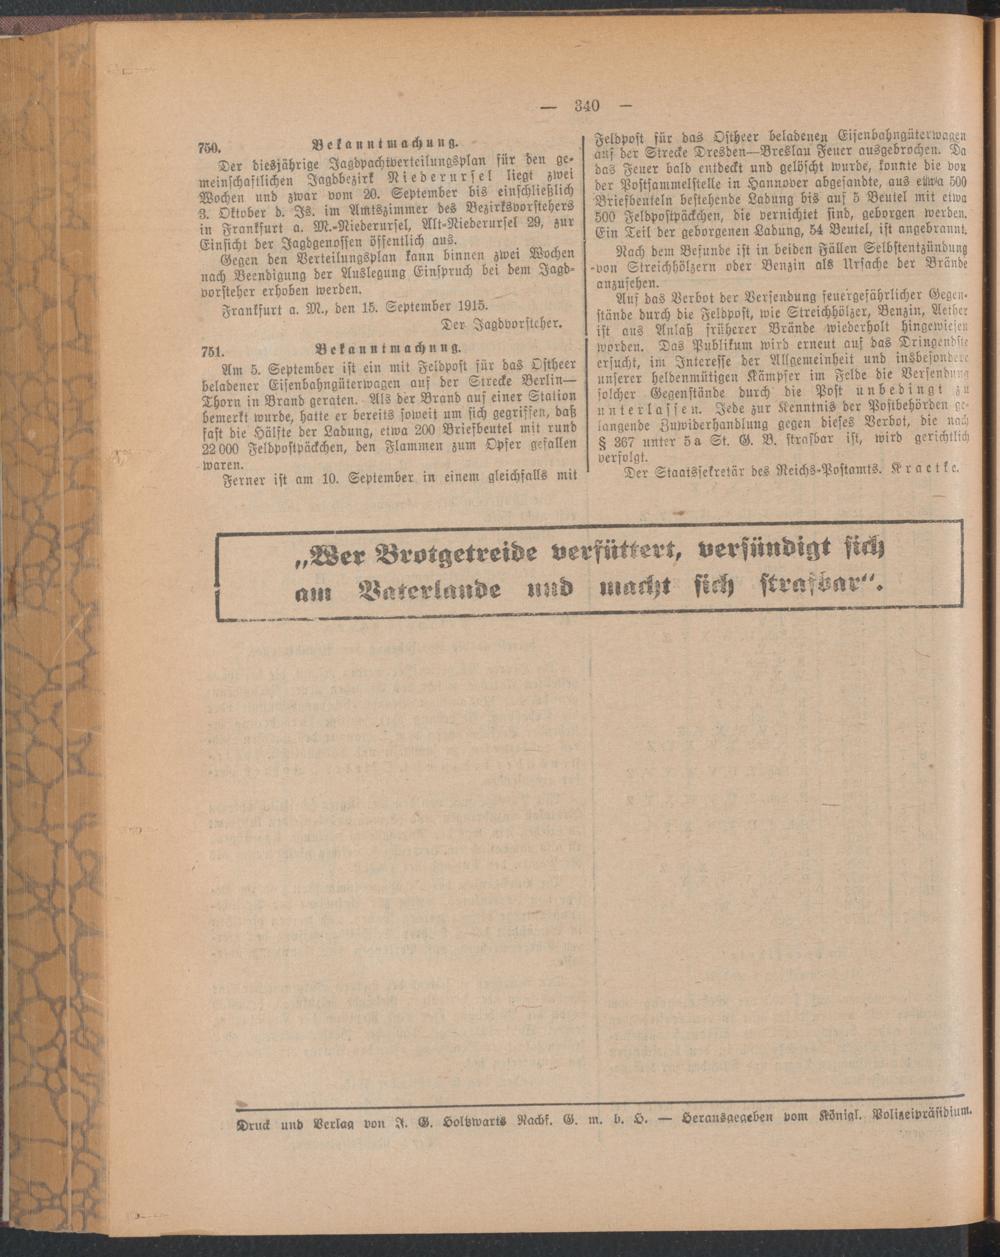 — 340 —
750. Bekanntmachung.
Der diesjährige Jagdpachtverteilungsplan für den ge-
meinschaftlichen Jagdbezirk Niederursel liegt zwei
Wochen und zwar vom 20. September bis einschließlich
3. Oktober d. Js. im Amtszimmer des Bezirksvorstehers
in Frankfurt a. M.-Niederursel, Alt-Niederursel 29, zur
Einsicht der Jagdgenossen öffentlich aus.
Gegen den Verteilungsplan kann binnen zwei Wochen
nach Beendigung der Auslegung Einspruch bei dem Jagd-
vorsteher erhoben werden.
Frankfurt a. M., den 15. September 1915.
Der Jagdvorsteher.
751. Bekanntmachung.
Am 5. September ist ein mit Feldpost für das Ostheer
beladener Eisenbahngüterwagen auf der Strecke Berlin—
Thorn in Brand geraten. Als der Brand auf einer Station
bemerkt wurde, hatte er bereits soweit um sich gegriffen, daß
fast die Hälfte der Ladung, etwa 200 Briefbeutel mit rund
22 000 Feldpostpäckchen, den Flammen zum Opfer gefallen
waren.
Ferner ist am 10. September in einem gleichfalls mit
Feldpost für das Ostheer beladenen Eisenbahngüterwagen
auf der Strecke Dresden—Breslau Feuer ausgebrochen. Da
das Feuer bald entdeckt und gelöscht wurde, konnte die von
der Postsammelstelle in Hannover abgesandte, aus etwa 500
Briefbeuteln bestehende Ladung bis auf 5 Beutel mit etwa
500 Feldpostpäckchen, die vernichtet sind, geborgen werden.
Ein Teil der geborgenen Ladung, 54 Beutel, ist angebrannt.
Nach dem Befunde ist in beiden Fällen Selbstentzündung
von Streichhölzern oder Benzin als Ursache der Brände
anzusehen.
Auf das Verbot der Versendung feuergefährlicher Gegen-
stände durch die Feldpost, wie Streichhölzer, Benzin, Aether
ist aus Anlaß früherer Brände wiederholt hingewiesen
worden. Das Publikum wird erneut auf das Dringendste
ersucht, im Interesse der Allgemeinheit und insbesondere
unserer heldenmütigen Kämpfer im Felde die Versendung
solcher Gegenstände durch die Post unbedingt zu
unterlassen. Jede zur Kenntnis der Postbehörden ge-
langende Zuwiderhandlung gegen dieses Verbot, die nach
§ 367 unter 5a St. G. B. strafbar ist, wird gerichtlich
verfolgt.
Der Staatssekretär des Reichs-Postamts. Kraetke.
„Wer Brotgetreide verfüttert, versündigt sich
am Vaterlande und macht sich strafbar“.
Druck und Verlag von J. G. Holtzwarts Nachf. G. m. b. H. — Herausgegeben vom Königl. Polizeipräsidium.